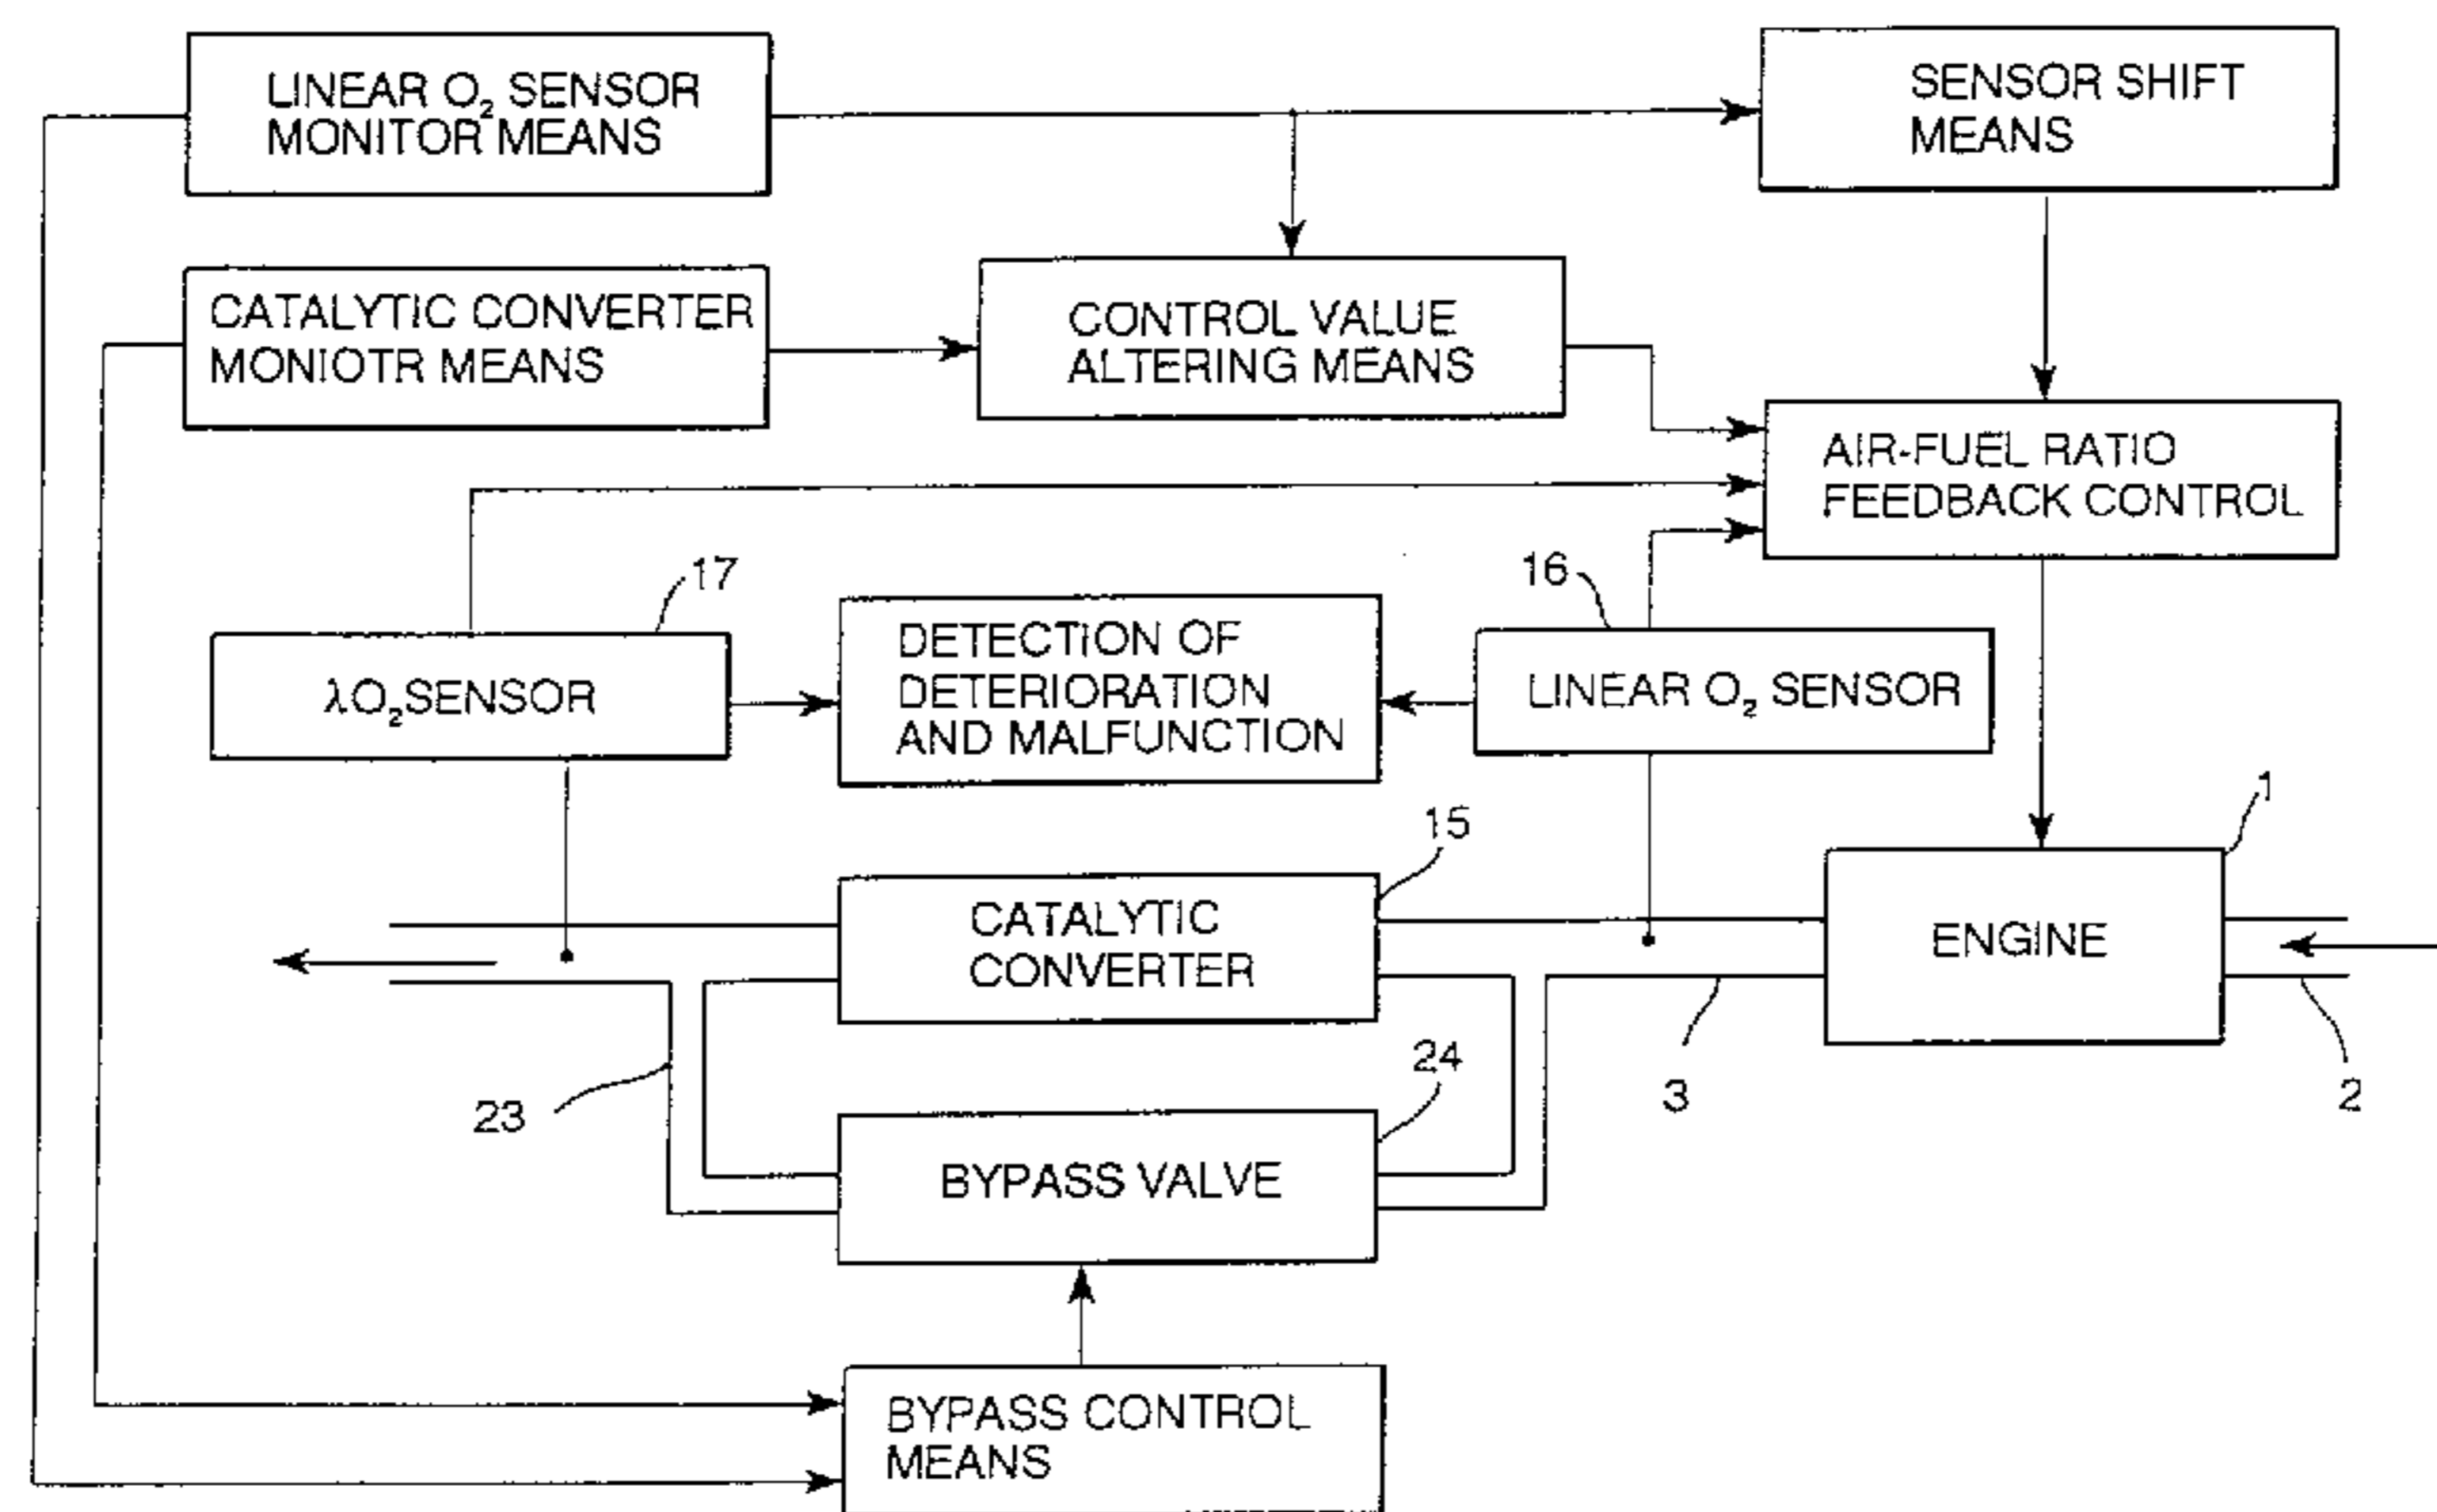 LINEAR O₂ SENSOR
MONITOR MEANS
SENSOR SHIFT
MEANS
CATALYTIC CONVERTER
MONIOTR MEANS
CONTROL VALUE
ALTERING MEANS
AIR-FUEL RATIO
FEEDBACK CONTROL
17
16
λO₂SENSOR
DETECTION OF
DETERIORATION
AND MALFUNCTION
LINEAR O₂ SENSOR
1
15
CATALYTIC
CONVERTER
ENGINE
24
23
3
2
BYPASS VALVE
BYPASS CONTROL
MEANS